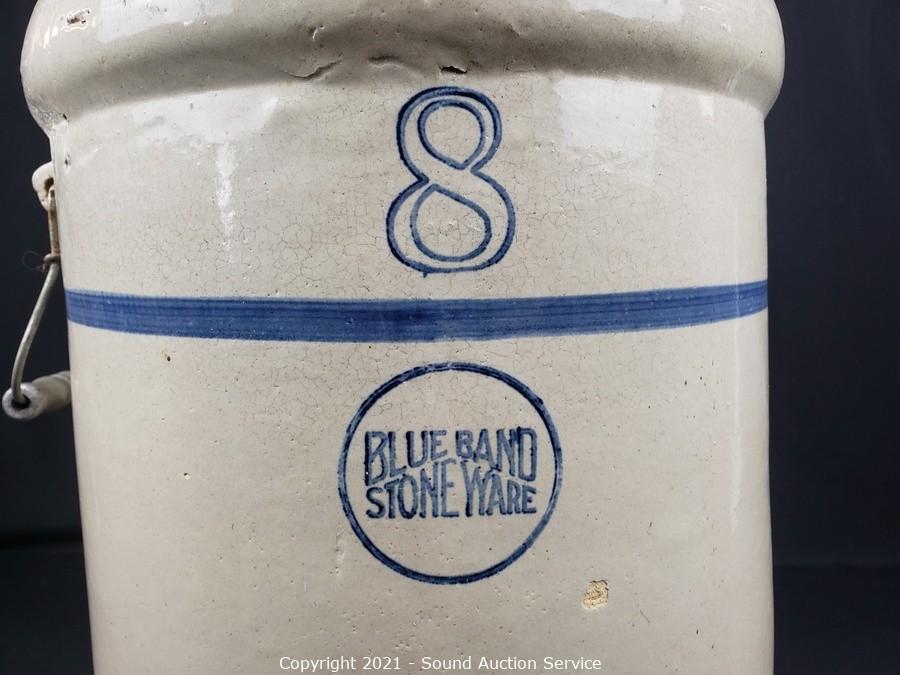 8
BLUE BAND
STONEWARE
Copyright 2021 - Sound Auction Service